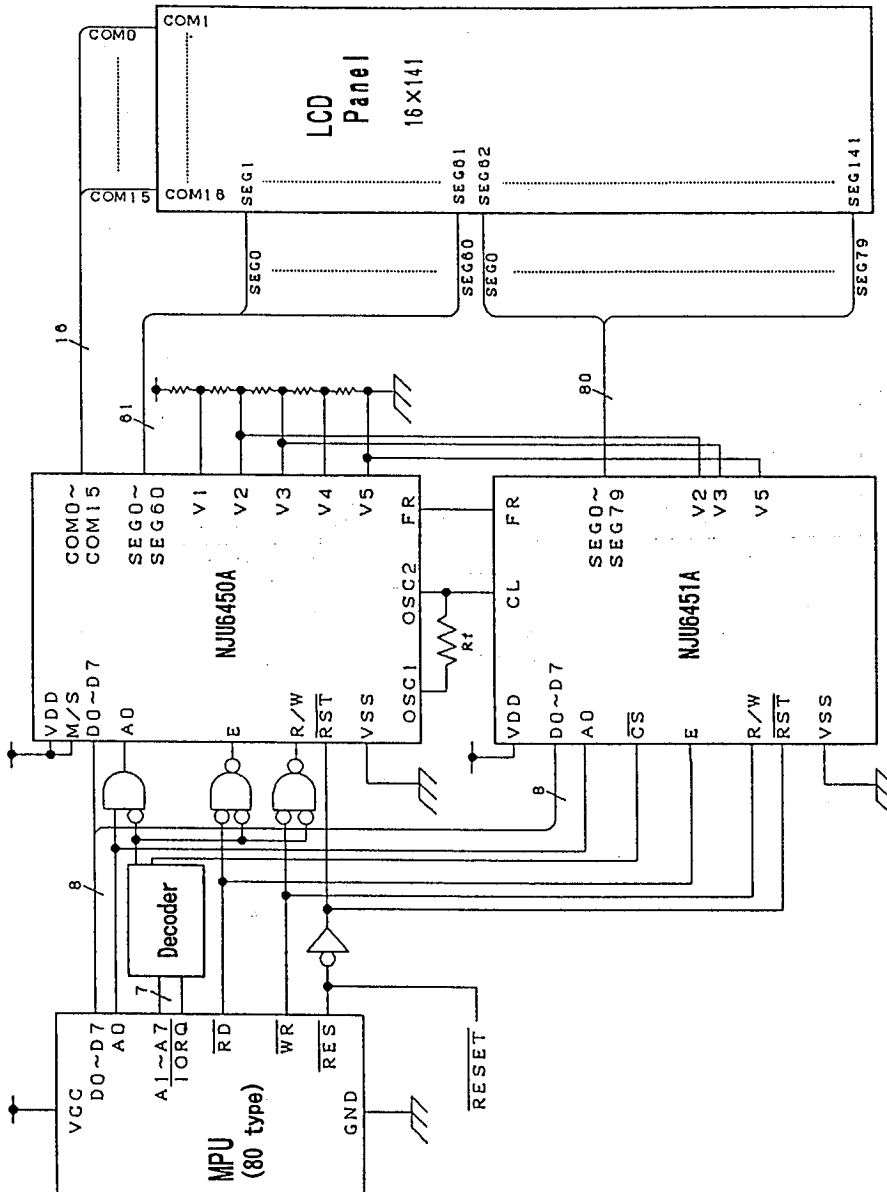 MPU
(80 type)
VCC
D0~D7
A0
A1~A7
IORQ
RD
WR
RES
GND
RESET
8
7
Decoder
VDD
M/S
D0~D7
A0
E
R/W
RST
VSS
NJU6450A
COM0~
COM15
SEG0~
SEG60
V1
V2
V3
V4
V5
OSC1
OSC2
FR
Rf
8
VDD
D0~D7
A0
CS
E
R/W
RST
VSS
NJU6451A
CL
FR
SEG0~
SEG79
V2
V3
V5
16
61
80
COM0
COM15
SEG0
SEG60
SEG0
SEG79
COM1
COM16
SEG1
SEG61
SEG62
SEG141
LCD
Panel
16×141